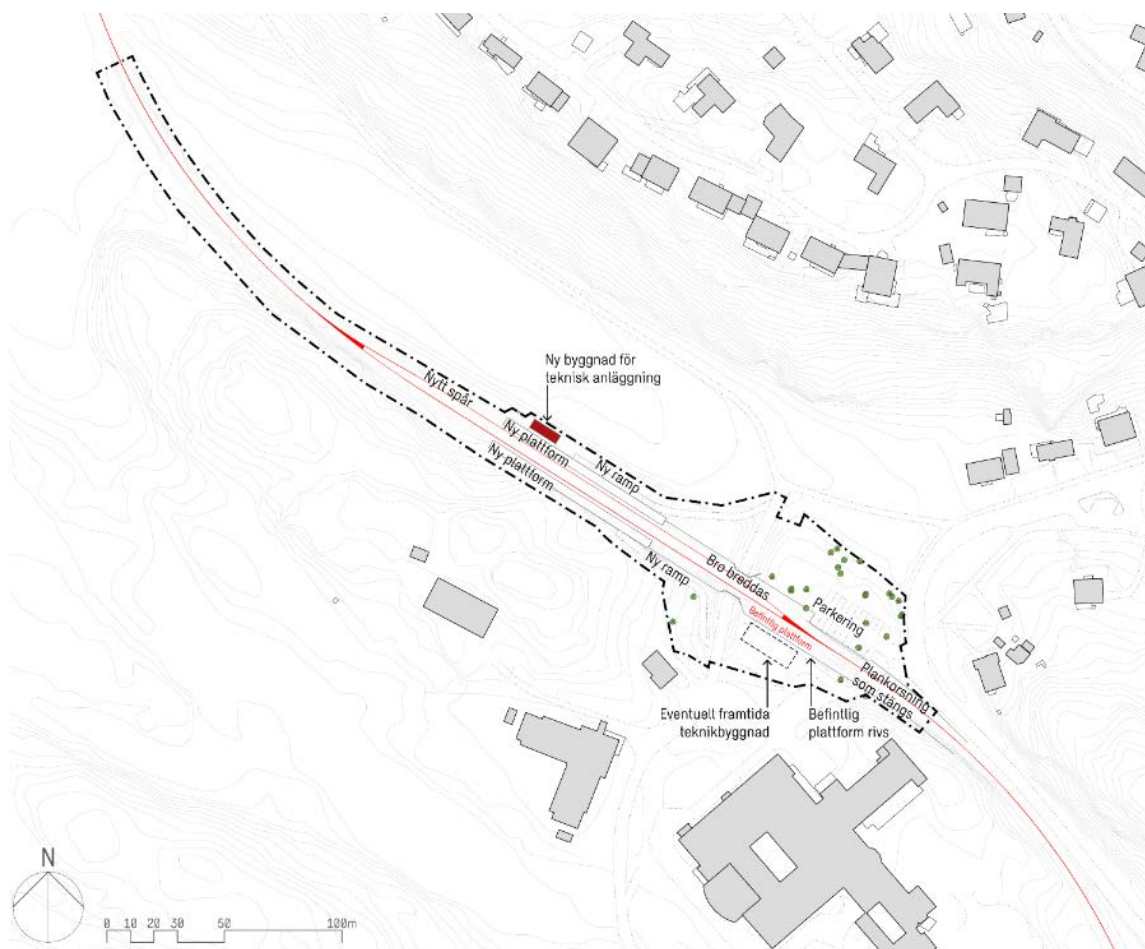 Ny byggnad för
teknisk anläggning
Nytt spår
Ny plattform
Ny plattform
Ny ramp
Ny ramp
Bro breddas
Parkering
Befintlig plattform
Plankorsning
som stängs
Eventuell framtida
teknikbyggnad
Befintlig
plattform rivs
N
0 10 20 30 50 100m